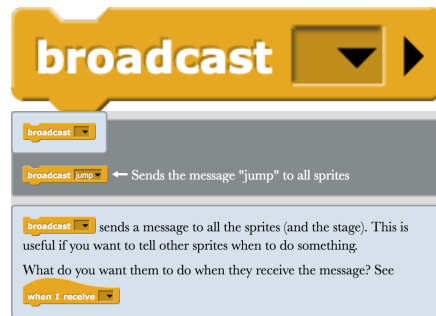 broadcast
broadcast
broadcast jump Sends the message "jump" to all sprites
broadcast sends a message to all the sprites (and the stage). This is
useful if you want to tell other sprites when to do something.
What do you want them to do when they receive the message? See
when I receive